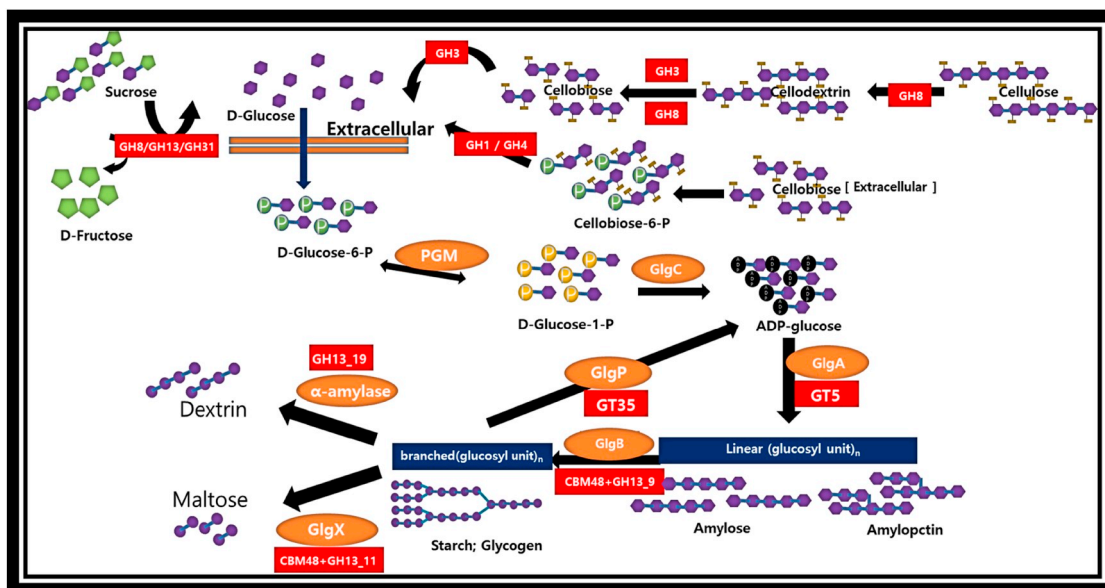 Sucrose
GH8/GH13/GH31
D-Fructose
D-Glucose
Extracellular
GH3
Cellobiose
GH3
GH8
Cellodextrin
GH8
Cellulose
GH1 / GH4
P P P P P
Cellobiose-6-P
Cellobiose [ Extracellular ]
P P P P P
D-Glucose-6-P
PGM
P P P P P P
D-Glucose-1-P
GlgC
ADP-glucose
GlgA
GT5
GlgP
GT35
GH13_19
α-amylase
Dextrin
branched(glucosyl unit)n
GlgB
CBM48+GH13_9
Linear (glucosyl unit)n
Amylose
Amylopctin
Starch; Glycogen
Maltose
GlgX
CBM48+GH13_11